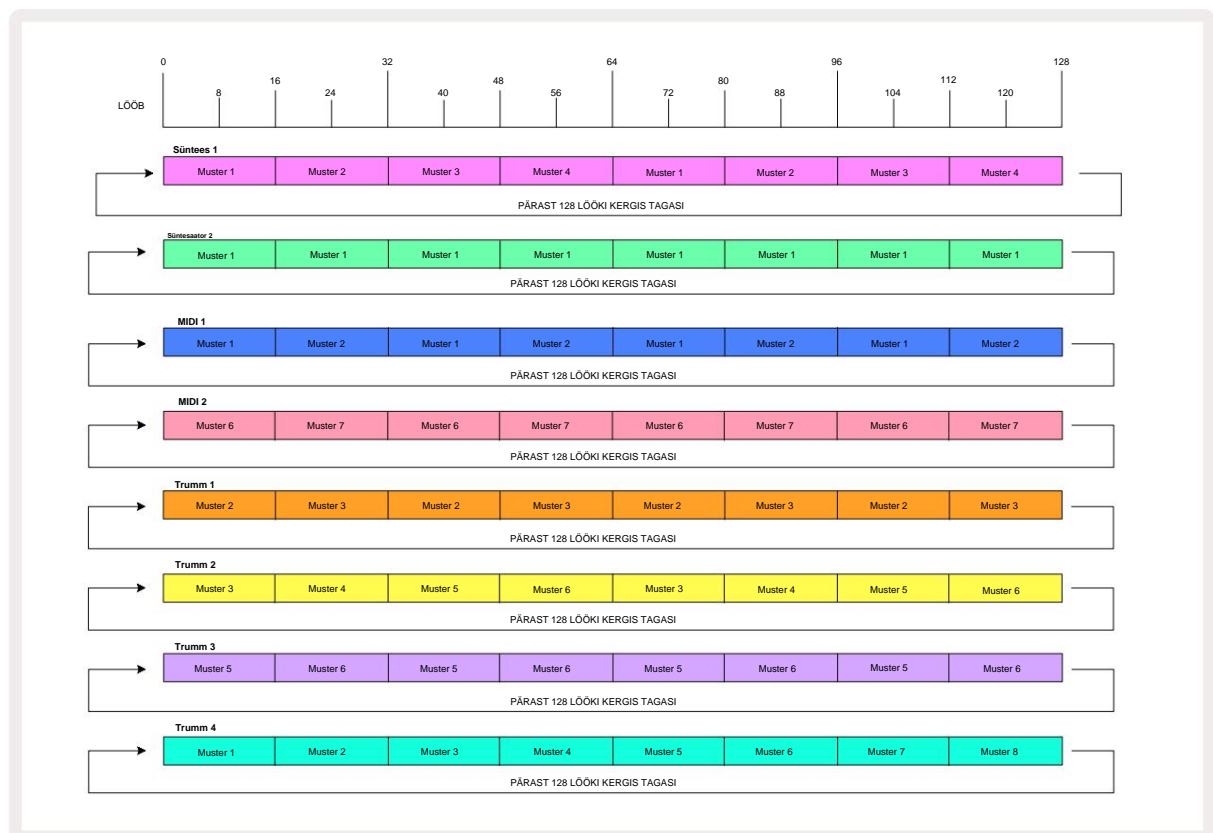 0 32 64 96 128
16 48 80 112
8 24 40 56 72 88 104 120
LÖÖB
Süntees 1
Muster 1 Muster 2 Muster 3 Muster 4 Muster 1 Muster 2 Muster 3 Muster 4
PÄRAST 128 LÖÖKI KERGIS TAGASI
Süntesaator 2
Muster 1 Muster 1 Muster 1 Muster 1 Muster 1 Muster 1 Muster 1 Muster 1
PÄRAST 128 LÖÖKI KERGIS TAGASI
MIDI 1
Muster 1 Muster 2 Muster 1 Muster 2 Muster 1 Muster 2 Muster 1 Muster 2
PÄRAST 128 LÖÖKI KERGIS TAGASI
MIDI 2
Muster 6 Muster 7 Muster 6 Muster 7 Muster 6 Muster 7 Muster 6 Muster 7
PÄRAST 128 LÖÖKI KERGIS TAGASI
Trumm 1
Muster 2 Muster 3 Muster 2 Muster 3 Muster 2 Muster 3 Muster 2 Muster 3
PÄRAST 128 LÖÖKI KERGIS TAGASI
Trumm 2
Muster 3 Muster 4 Muster 5 Muster 6 Muster 3 Muster 4 Muster 5 Muster 6
PÄRAST 128 LÖÖKI KERGIS TAGASI
Trumm 3
Muster 5 Muster 6 Muster 5 Muster 6 Muster 5 Muster 6 Muster 5 Muster 6
PÄRAST 128 LÖÖKI KERGIS TAGASI
Trumm 4
Muster 1 Muster 2 Muster 3 Muster 4 Muster 5 Muster 6 Muster 7 Muster 8
PÄRAST 128 LÖÖKI KERGIS TAGASI